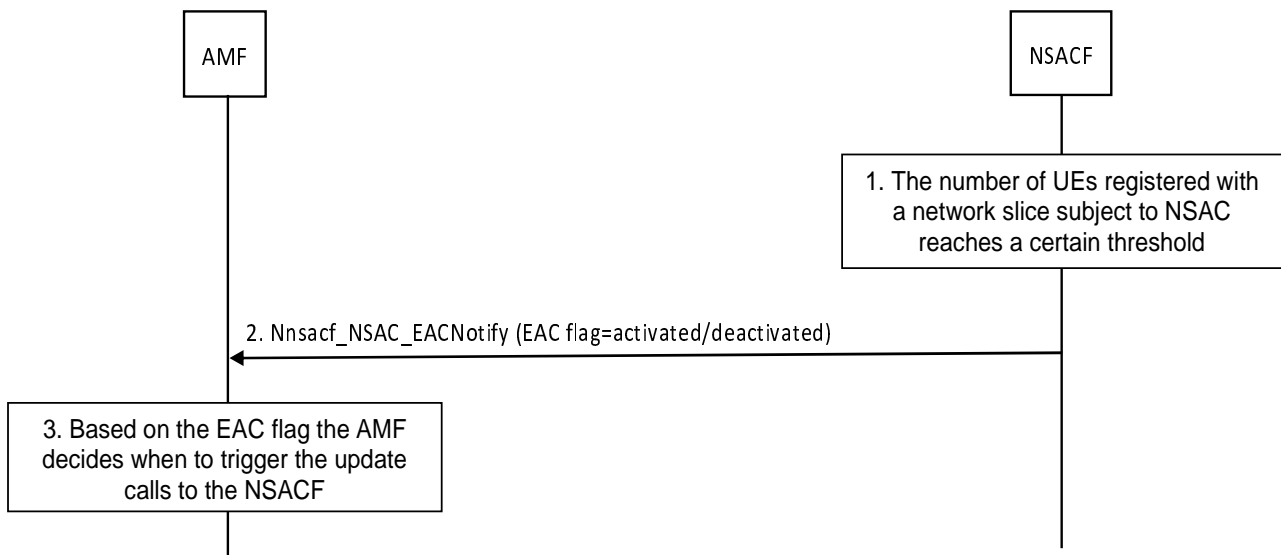 AMF
NSACF
1. The number of UEs registered with
a network slice subject to NSAC
reaches a certain threshold
2. Nnsacf_NSAC_EACNotify (EAC flag=activated/deactivated)
3. Based on the EAC flag the AMF
decides when to trigger the update
calls to the NSACF